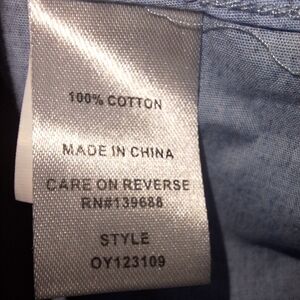 100% COTTON
MADE IN CHINA
CARE ON REVERSE
RN#139688
STYLE
OY123109